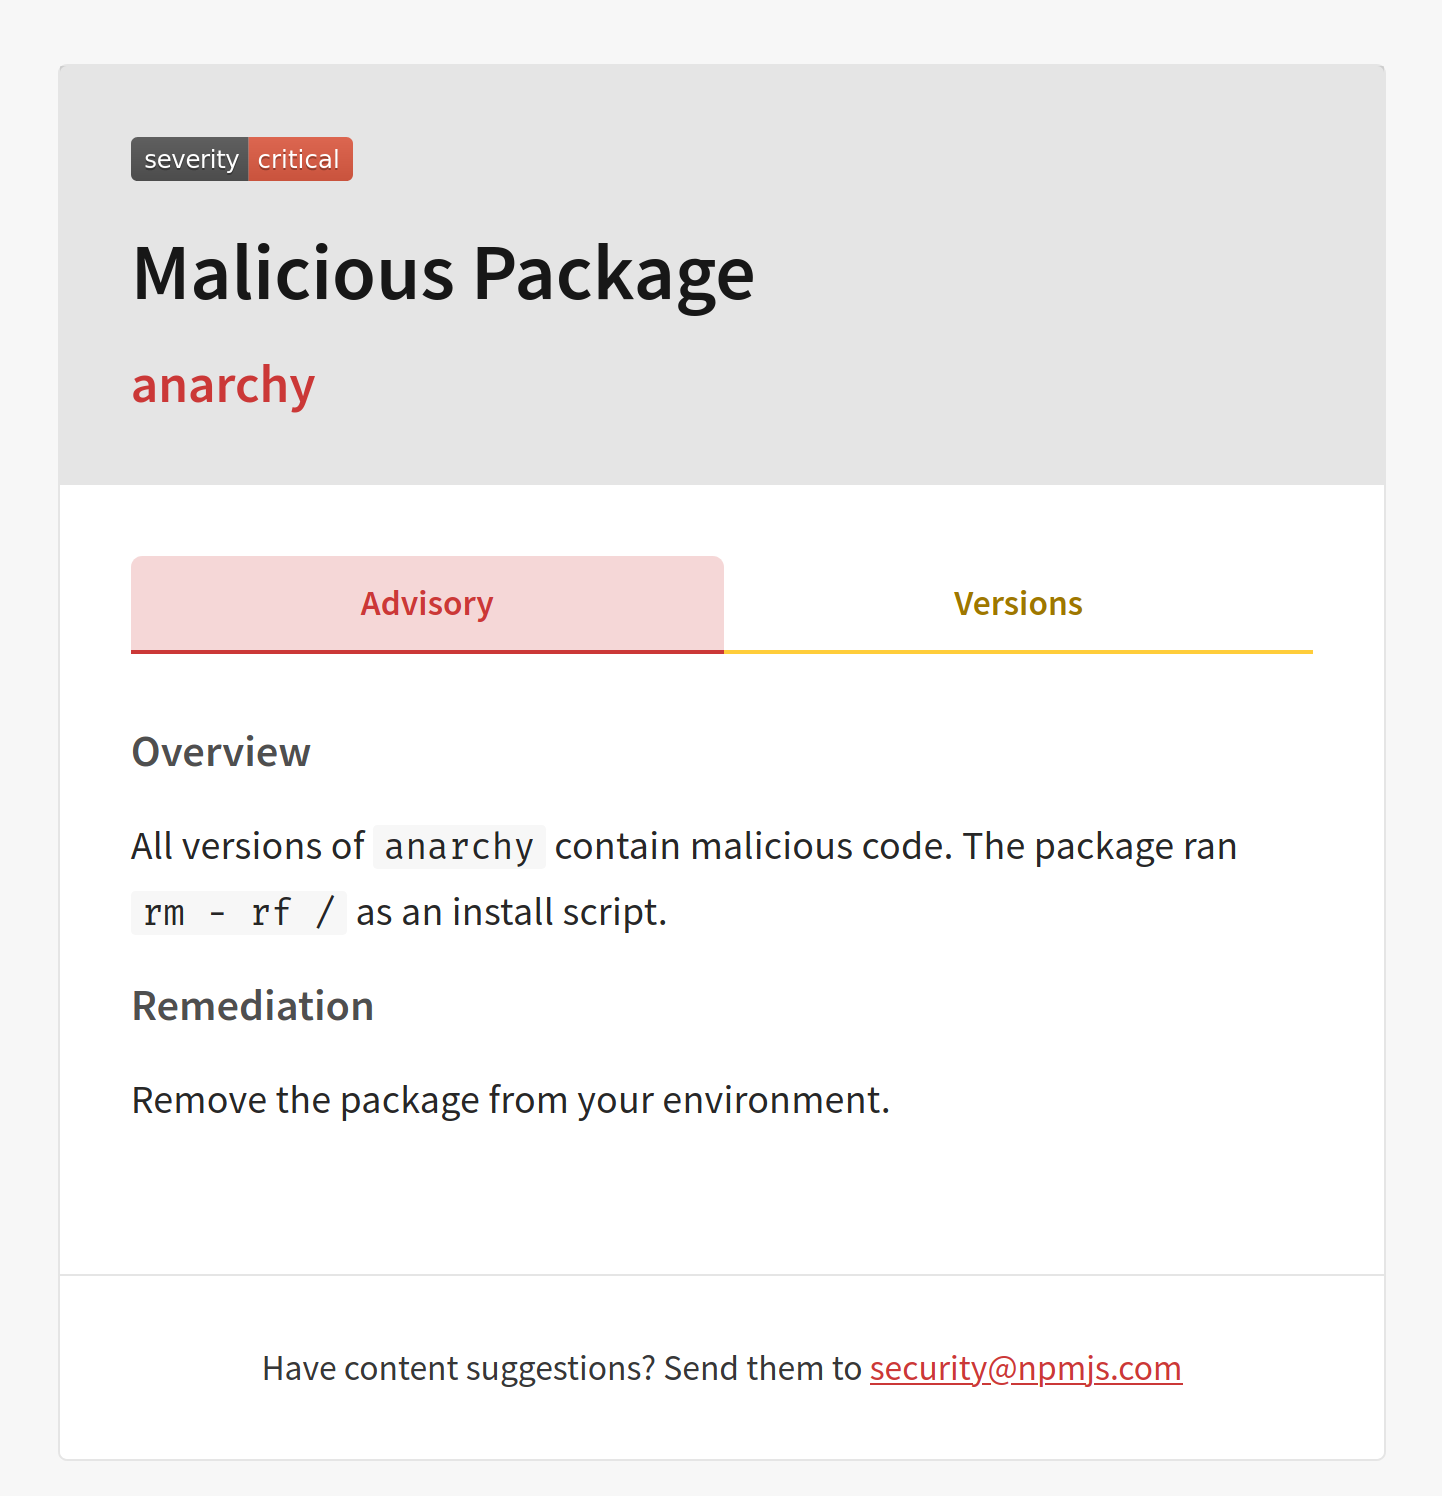 severity critical
Malicious Package
anarchy
Advisory Versions
Overview
All versions of anarchy contain malicious code. The package ran
rm - rf / as an install script.
Remediation
Remove the package from your environment.
Have content suggestions? Send them to security@npmjs.com